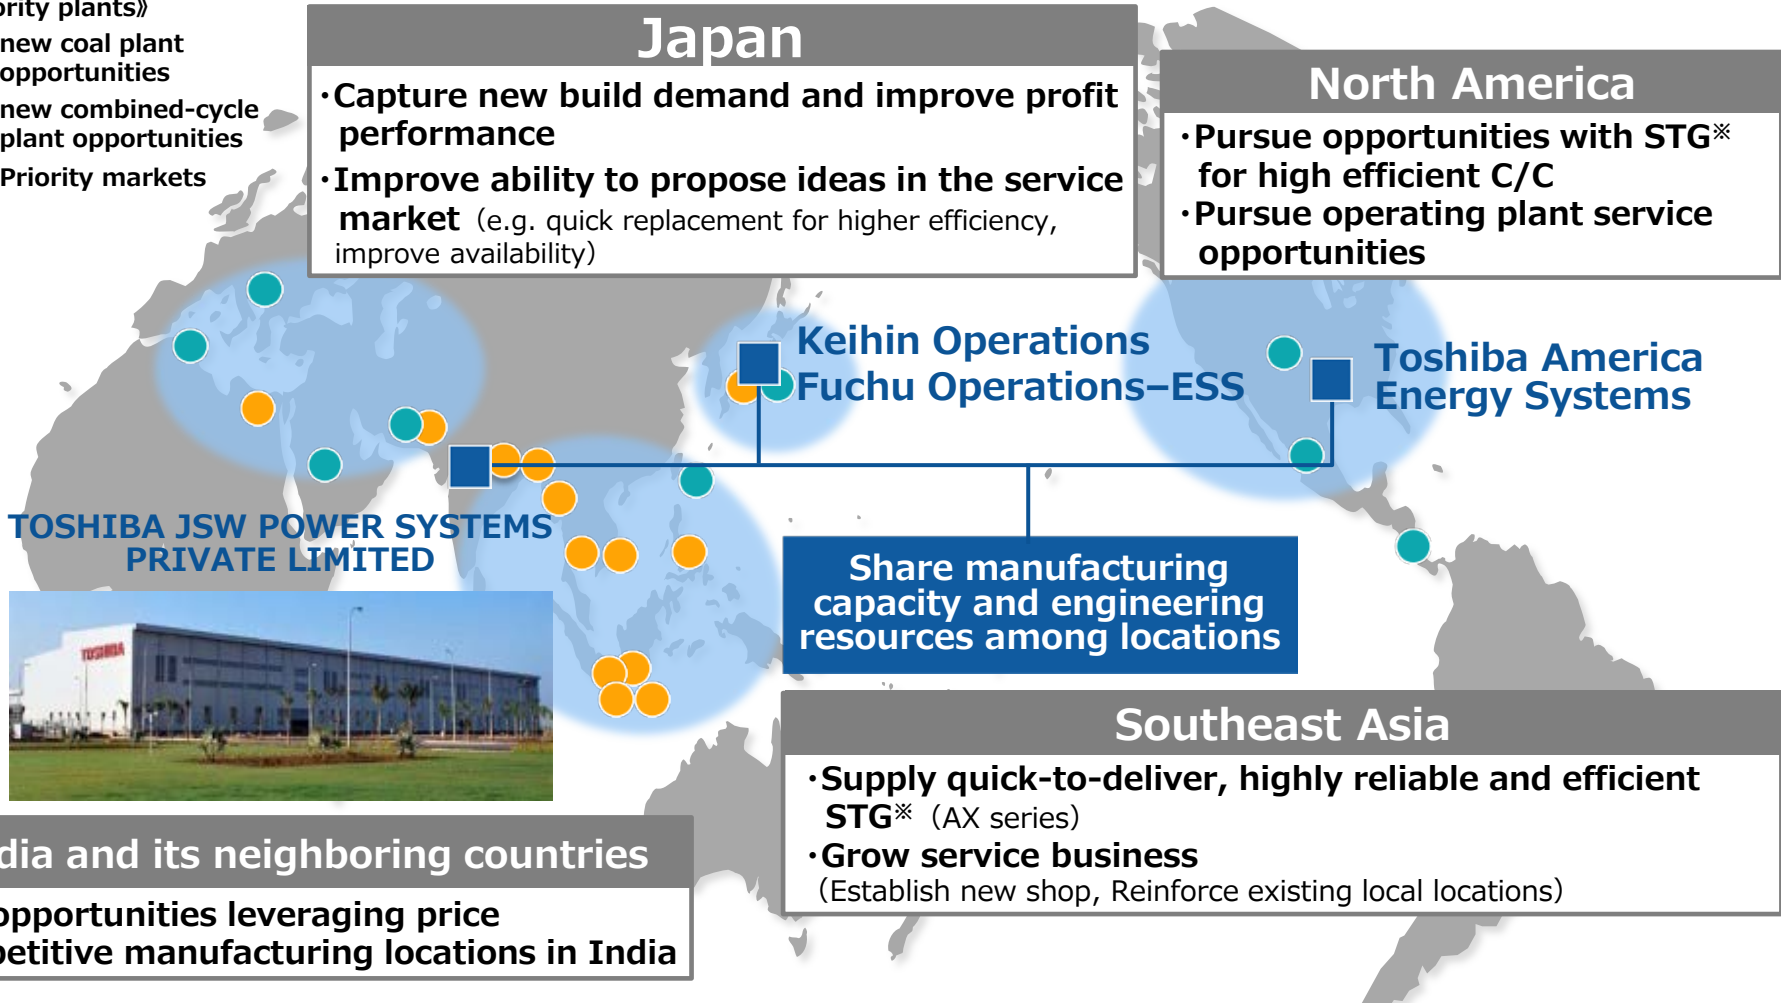 ority plants》
new coal plant
opportunities
new combined-cycle
plant opportunities
Priority markets
Japan
・Capture new build demand and improve profit
performance
・Improve ability to propose ideas in the service
market（e.g. quick replacement for higher efficiency,
improve availability）
North America
・Pursue opportunities with STG※
for high efficient C/C
・Pursue operating plant service
opportunities
Keihin Operations
Fuchu Operations–ESS
Toshiba America
Energy Systems
TOSHIBA JSW POWER SYSTEMS
PRIVATE LIMITED
TOSHIBA
Share manufacturing
capacity and engineering
resources among locations
Southeast Asia
・Supply quick-to-deliver, highly reliable and efficient
STG※（AX series）
・Grow service business
（Establish new shop, Reinforce existing local locations）
dia and its neighboring countries
opportunities leveraging price
petitive manufacturing locations in India